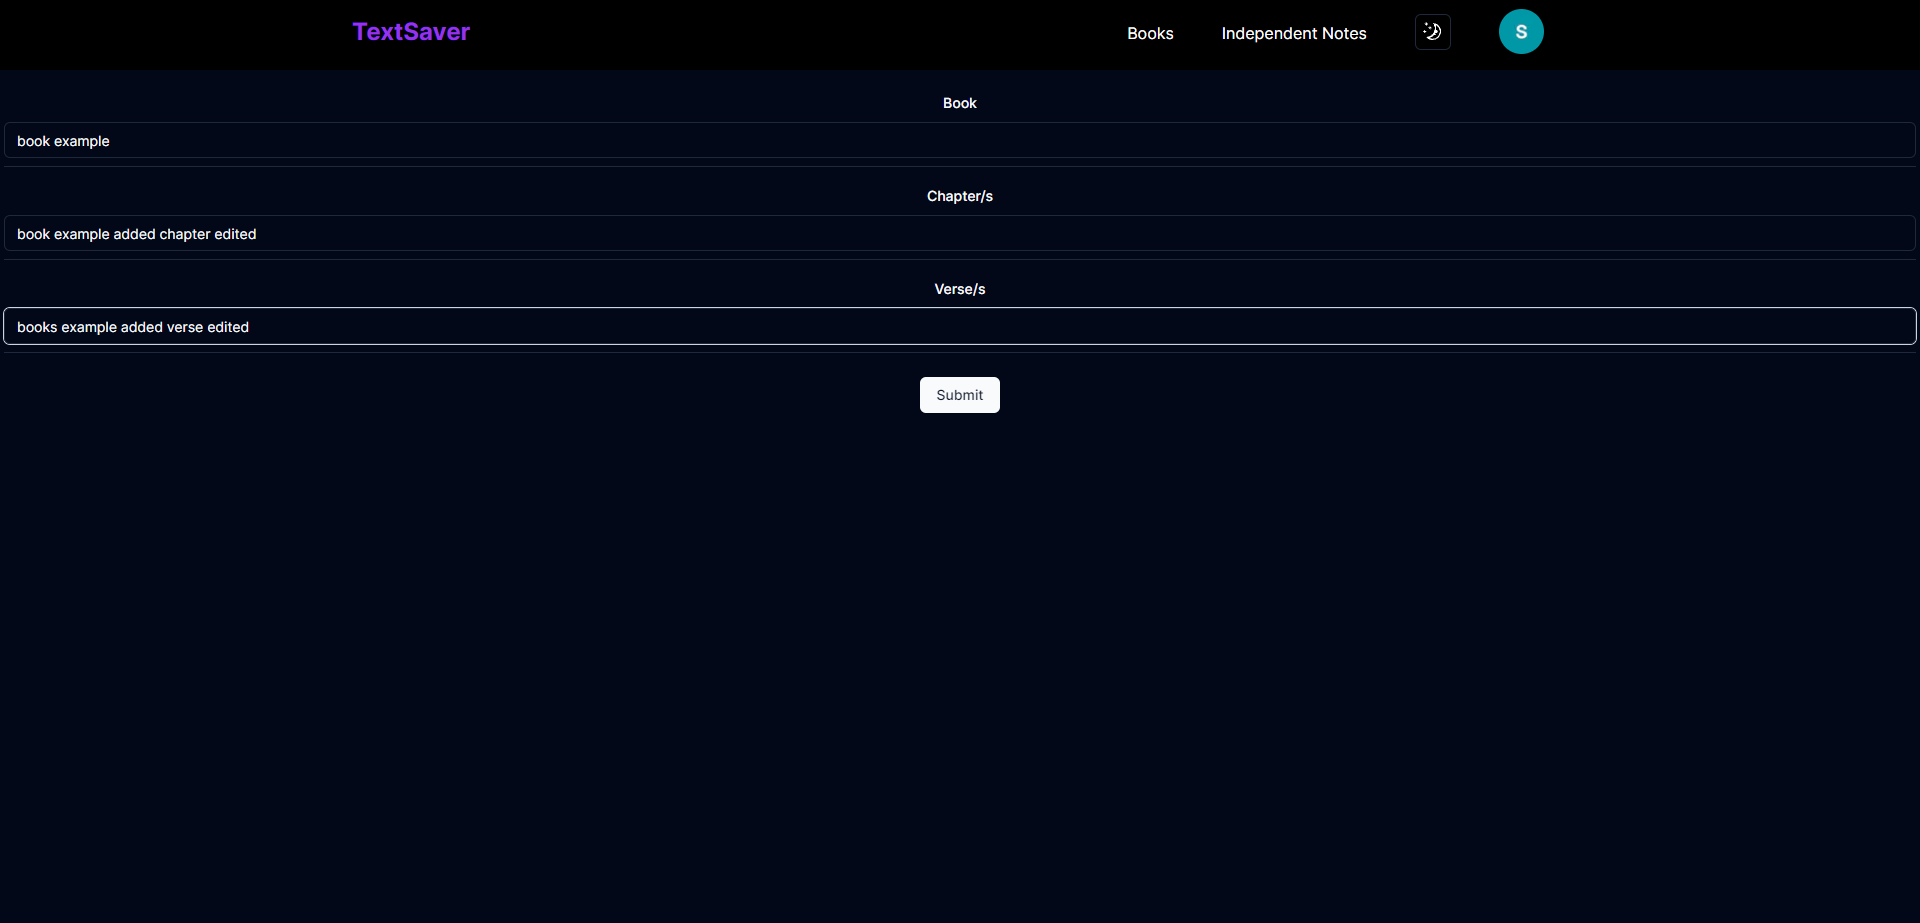 TextSaver
Books
Independent Notes
S
Book
book example
Chapter/s
book example added chapter edited
Verse/s
books example added verse edited
Submit